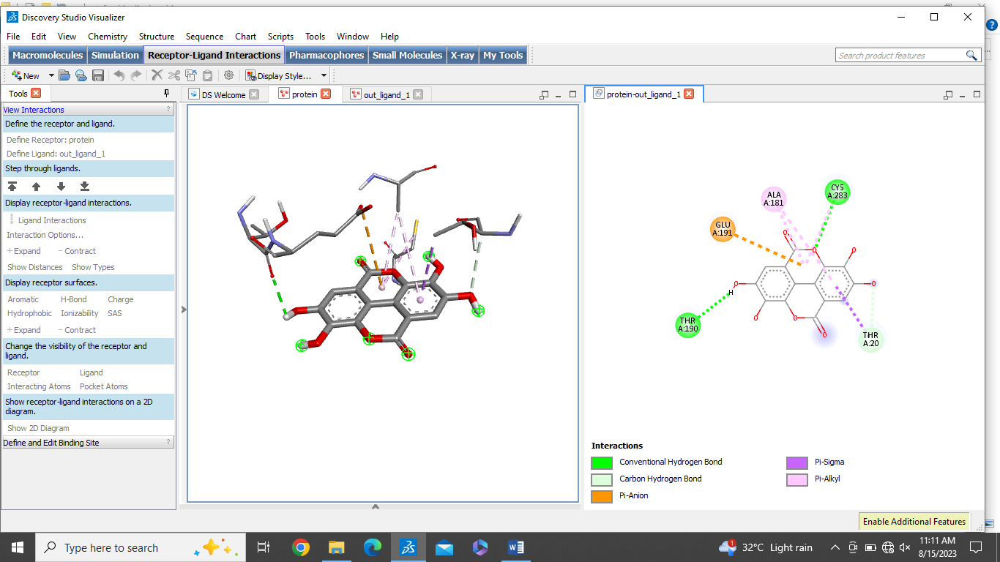 Discovery Studio Visualizer
File Edit View Chemistry Structure Sequence Chart Scripts Tools Window Help
Macromolecules Simulation Receptor-Ligand Interactions Pharmacophores Small Molecules X-ray My Tools
Search product features
New Display Style...
Tools
DS Welcome protein out_ligand_1
protein-out_ligand_1
View Interactions ?
Define the receptor and ligand.
Define Receptor: protein
Define Ligand: out_ligand_1
Step through ligands.
Display receptor-ligand interactions.
Ligand Interactions
Interaction Options...
+ Expand - Contract
Show Distances Show Types
Display receptor surfaces.
Aromatic H-Bond Charge
Hydrophobic Ionizability SAS
+ Expand - Contract
Change the visibility of the receptor and
ligand.
Receptor Ligand
Interacting Atoms Pocket Atoms
Show receptor-ligand interactions on a 2D
diagram.
Show 2D Diagram
Define and Edit Binding Site ?
CYS
A:283
ALA
A:181
GLU
A:191
O
O
O
O
O
H
THR
A:190
O
O
O
THR
A:20
Interactions
Conventional Hydrogen Bond
Carbon Hydrogen Bond
Pi-Anion
Pi-Sigma
Pi-Alkyl
Enable Additional Features
Type here to search
1
32°C Light rain
11:11 AM
8/15/2023